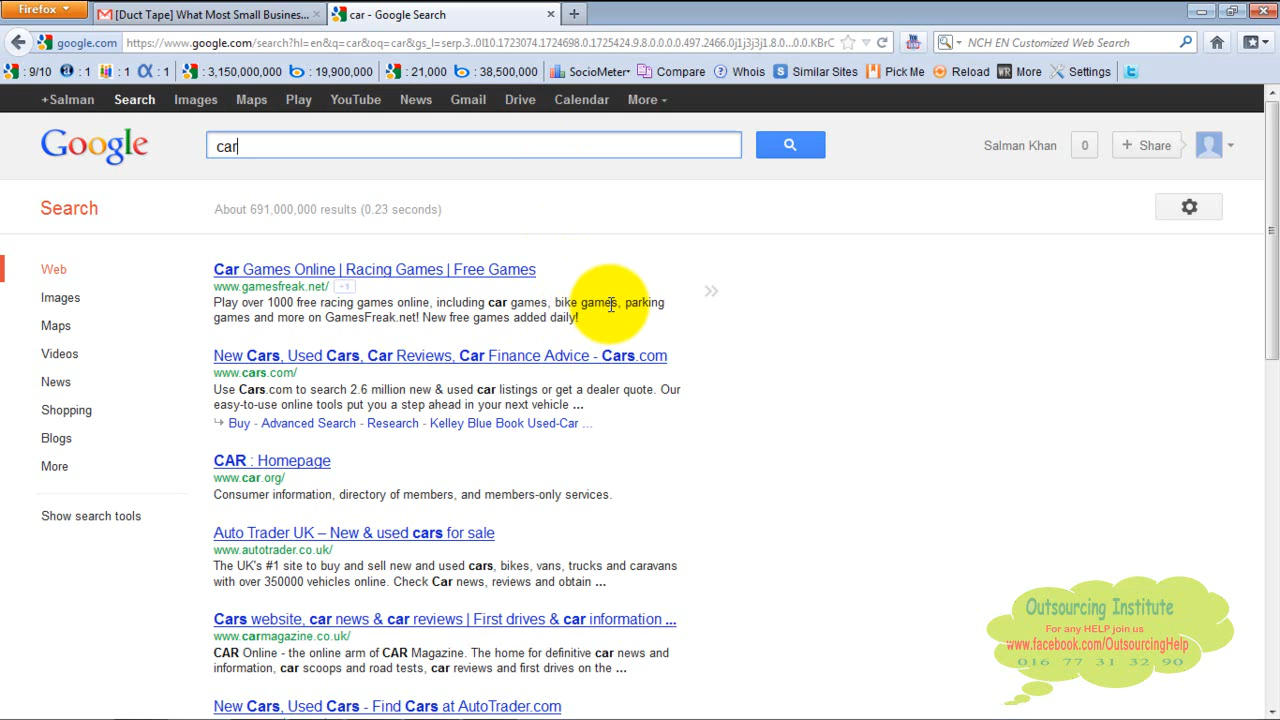 Firefox
[Duct Tape] What Most Small Business...
car - Google Search
google.com
https://www.google.com/search?hl=en&q=car&oq=car&gs_l=serp.3..0l10.1723074.1724698.0.1725424.9.8.0.0.0.0.497.2466.0j1j3j3j1.8.0...0.0.KBrC
NCH EN Customized Web Search
: 9/10 : 1 : 1 : 1 : 3,150,000,000 : 19,900,000 : 21,000 : 38,500,000 SocioMeter Compare Whois Similar Sites Pick Me Reload More Settings
+Salman Search Images Maps Play YouTube News Gmail Drive Calendar More
Google
car
Salman Khan 0 + Share
Search
About 691,000,000 results (0.23 seconds)
Web
Images
Maps
Videos
News
Shopping
Blogs
More
Show search tools
Car Games Online | Racing Games | Free Games
www.gamesfreak.net/ +1
Play over 1000 free racing games online, including car games, bike games, parking
games and more on GamesFreak.net! New free games added daily!
New Cars, Used Cars, Car Reviews, Car Finance Advice - Cars.com
www.cars.com/
Use Cars.com to search 2.6 million new & used car listings or get a dealer quote. Our
easy-to-use online tools put you a step ahead in your next vehicle ...
Buy - Advanced Search - Research - Kelley Blue Book Used-Car ...
CAR : Homepage
www.car.org/
Consumer information, directory of members, and members-only services.
Auto Trader UK – New & used cars for sale
www.autotrader.co.uk/
The UK's #1 site to buy and sell new and used cars, bikes, vans, trucks and caravans
with over 350000 vehicles online. Check Car news, reviews and obtain ...
Cars website, car news & car reviews | First drives & car information ...
www.carmagazine.co.uk/
CAR Online - the online arm of CAR Magazine. The home for definitive car news and
information, car scoops and road tests, car reviews and first drives on the ...
New Cars, Used Cars - Find Cars at AutoTrader.com
Outsourcing Institute
For any HELP join us
www.facebook.com/OutsourcingHelp
016 77 31 32 90